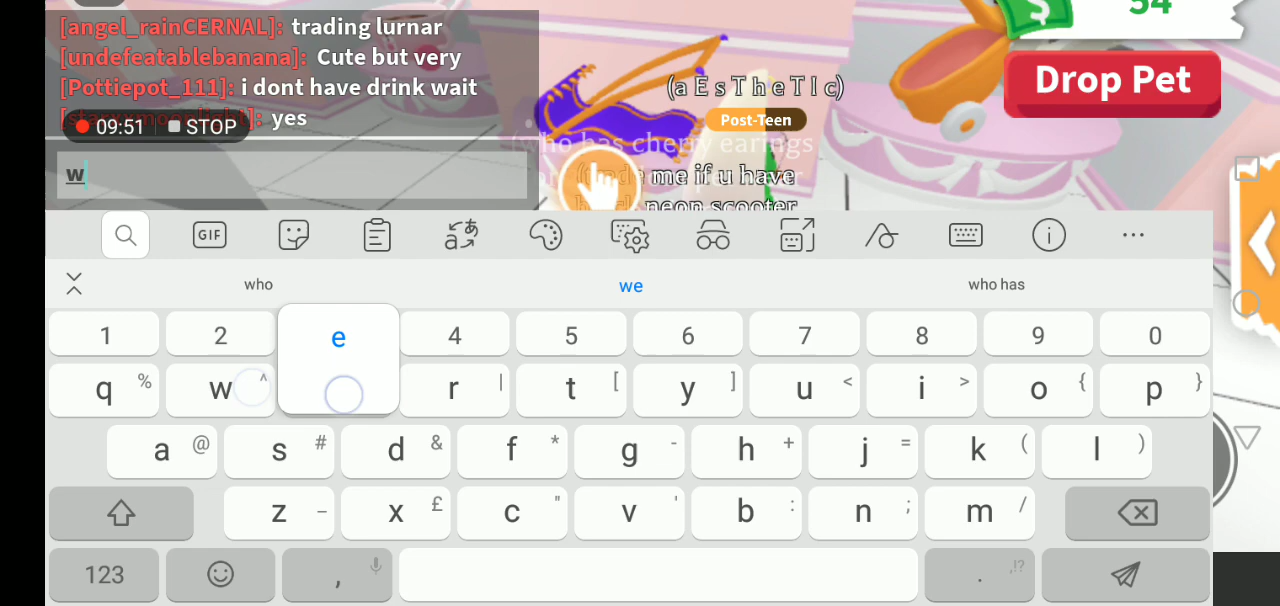 [angel_rainCERNAL]: trading lurnar
54
[undefeatablebanana]: Cute but very
Drop Pet
[Pottiepot_111]: i dont have drink wait
(a E s T h e T I c)
yes
09:51 STOP
Post-Teen
(who has cherry earings
w
me if u have
neon scooter
GIF
who we who has
1 2 e 4 5 6 7 8 9 0
q % w ^ r | t [ y ] u < i > o { p }
a @ s # d & f * g - h + j = k ( l )
z _ x £ c " v ' b : n ; m /
123 , . ,!?